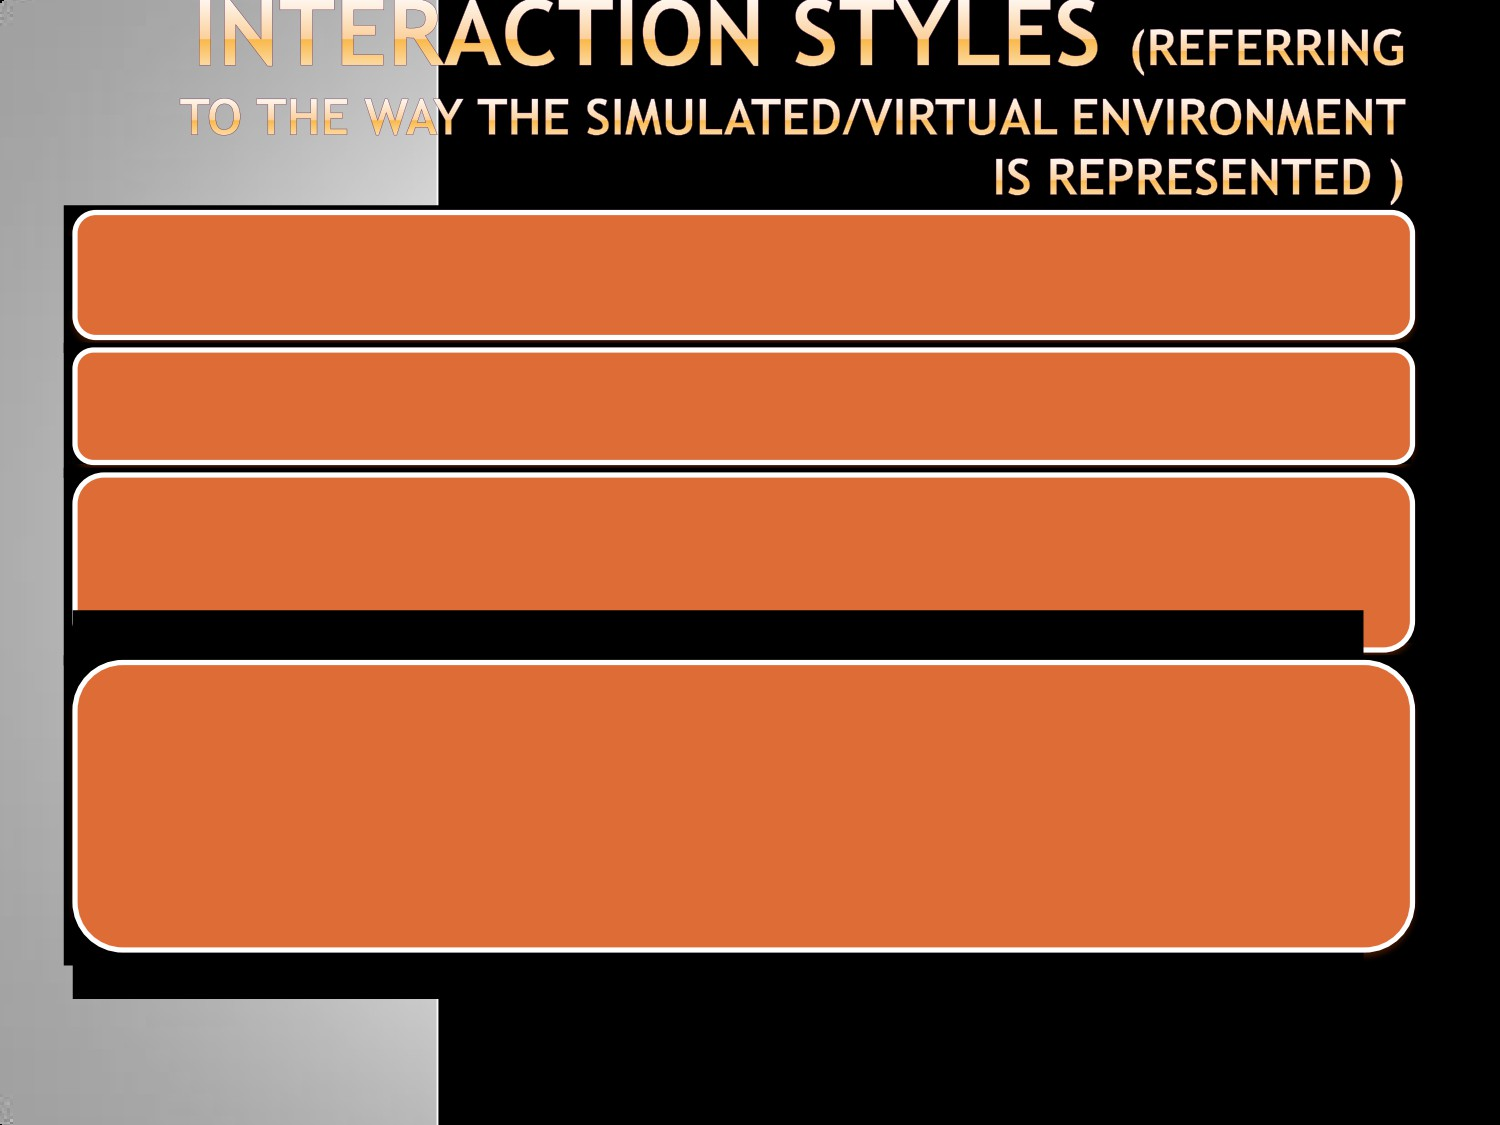 INTERACTION STYLES (REFERRING
TO THE WAY THE SIMULATED/VIRTUAL ENVIRONMENT
IS REPRESENTED )